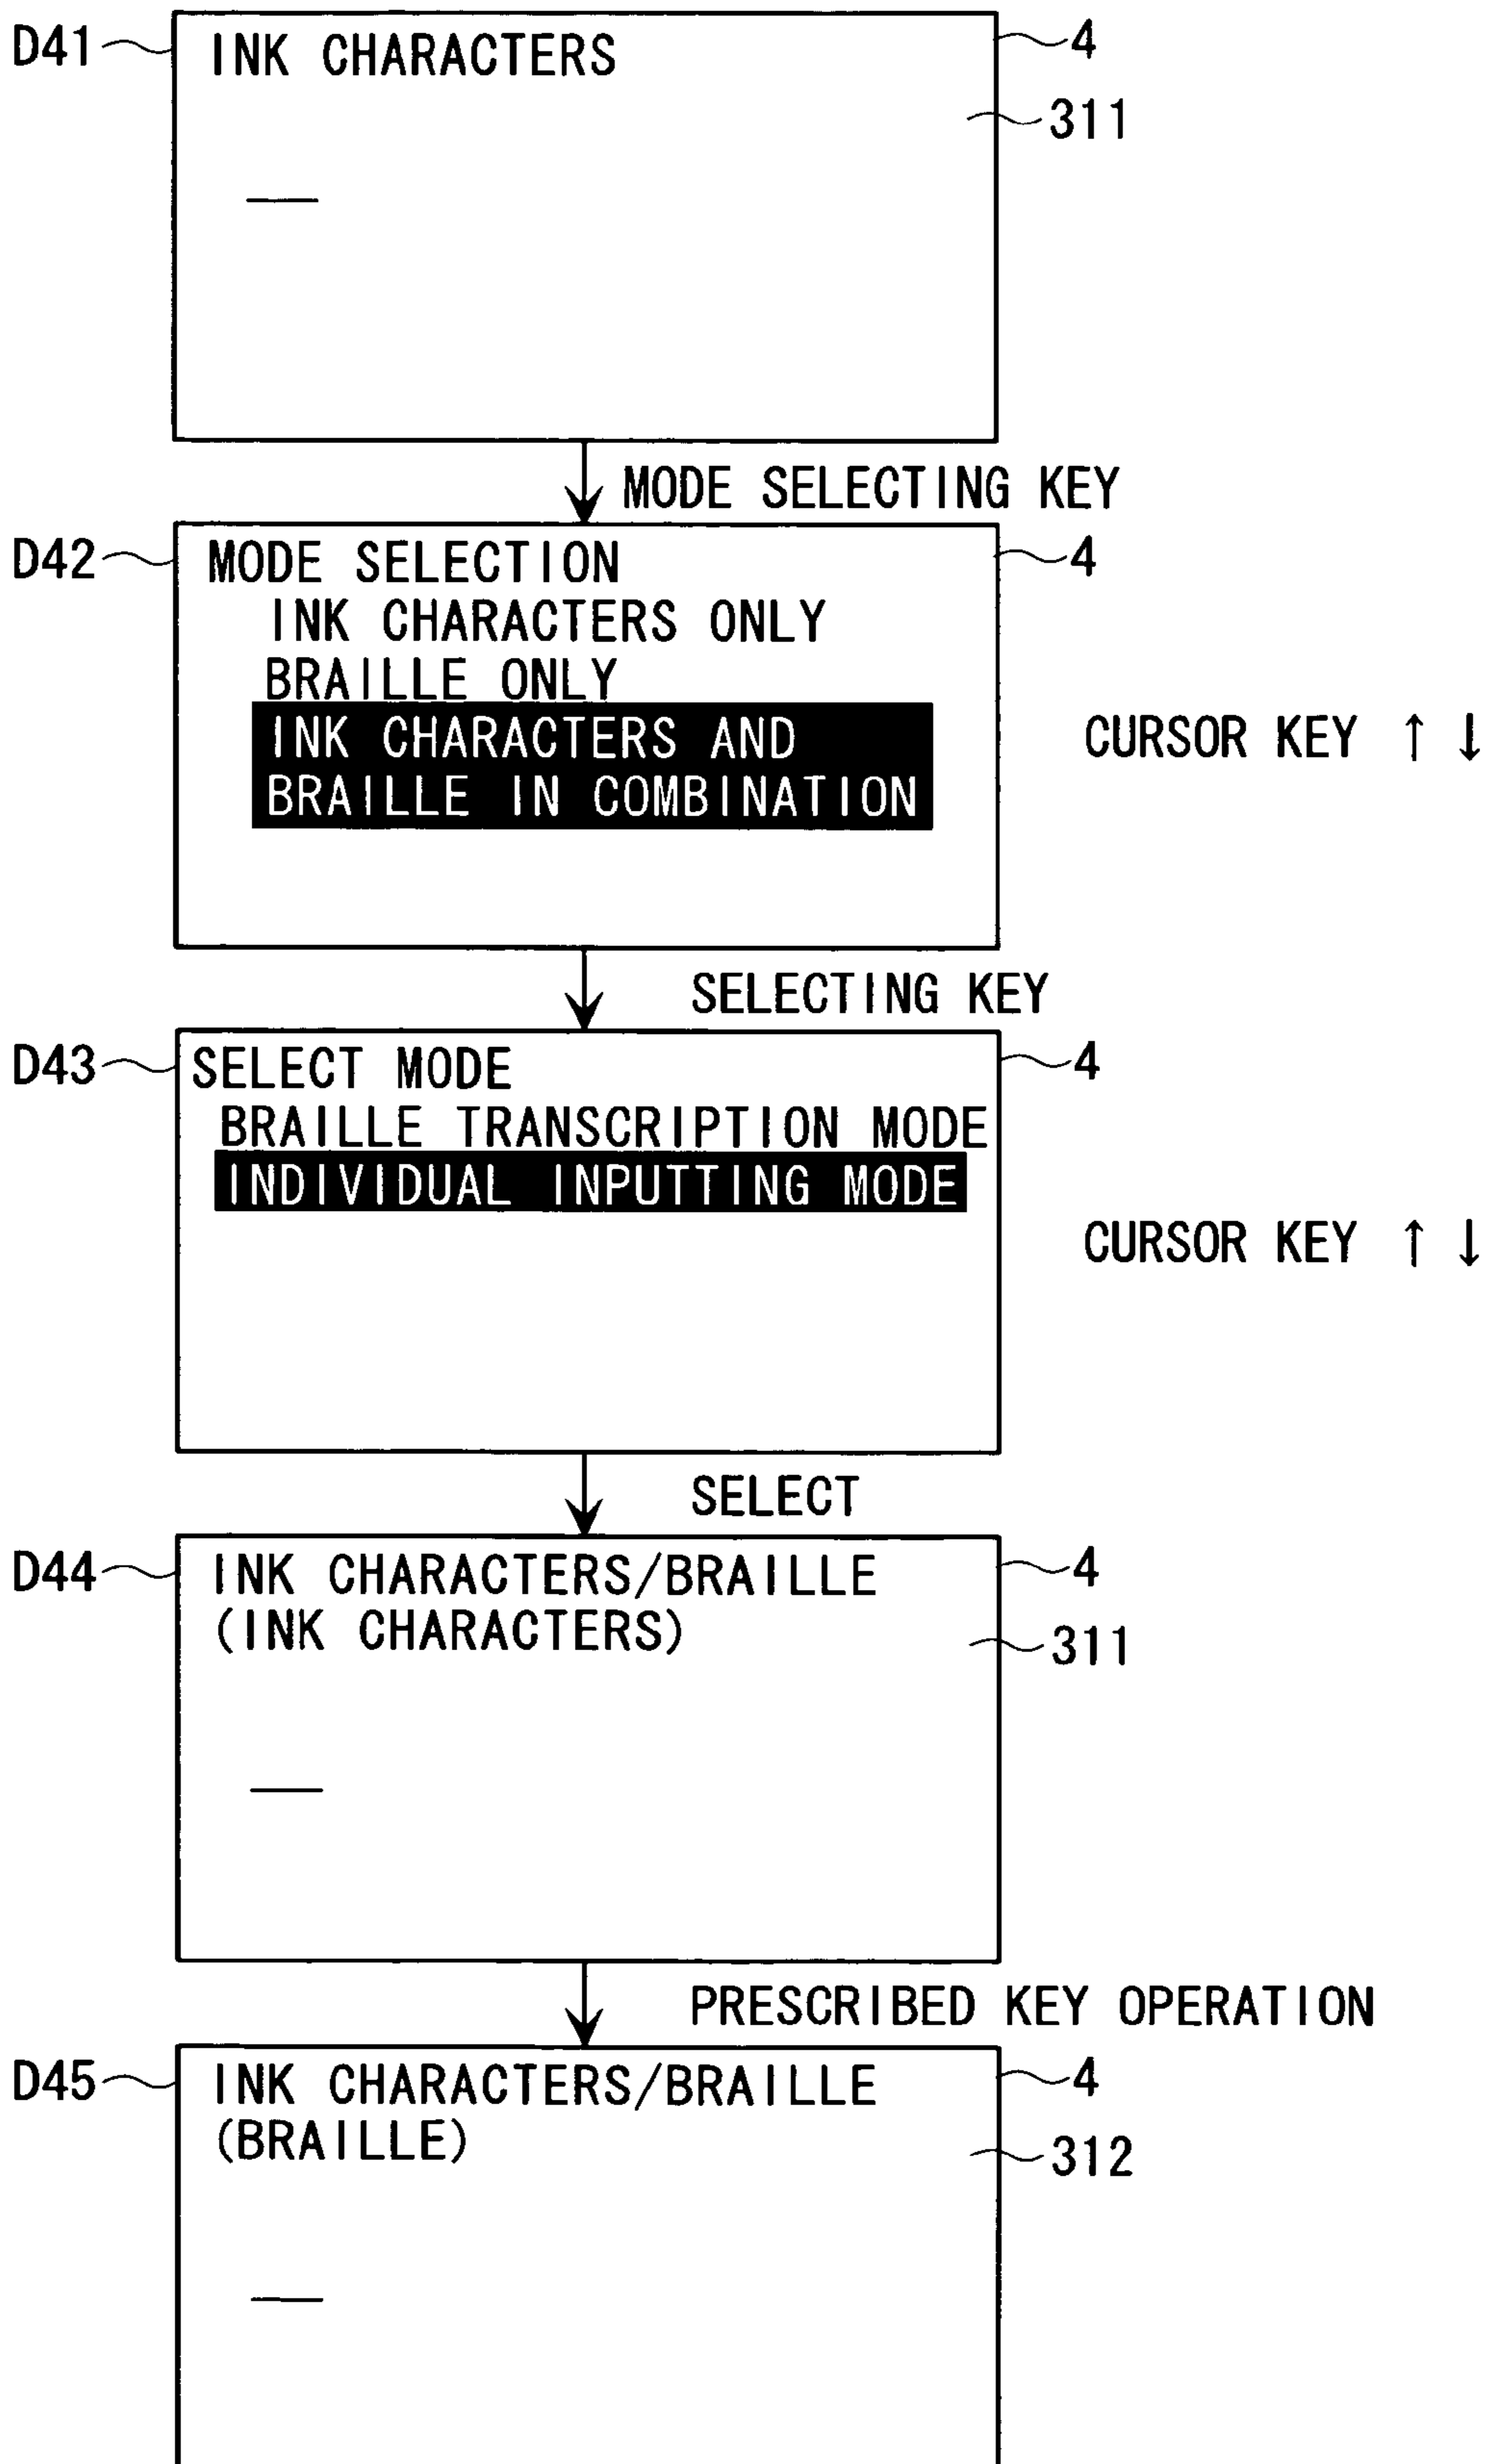 D41
INK CHARACTERS
4
311
MODE SELECTING KEY
D42
MODE SELECTION
4
INK CHARACTERS ONLY
BRAILLE ONLY
INK CHARACTERS AND
BRAILLE IN COMBINATION
CURSOR KEY ↑ ↓
SELECTING KEY
D43
SELECT MODE
4
BRAILLE TRANSCRIPTION MODE
INDIVIDUAL INPUTTING MODE
CURSOR KEY ↑ ↓
SELECT
D44
INK CHARACTERS/BRAILLE
4
(INK CHARACTERS)
311
PRESCRIBED KEY OPERATION
D45
INK CHARACTERS/BRAILLE
4
(BRAILLE)
312